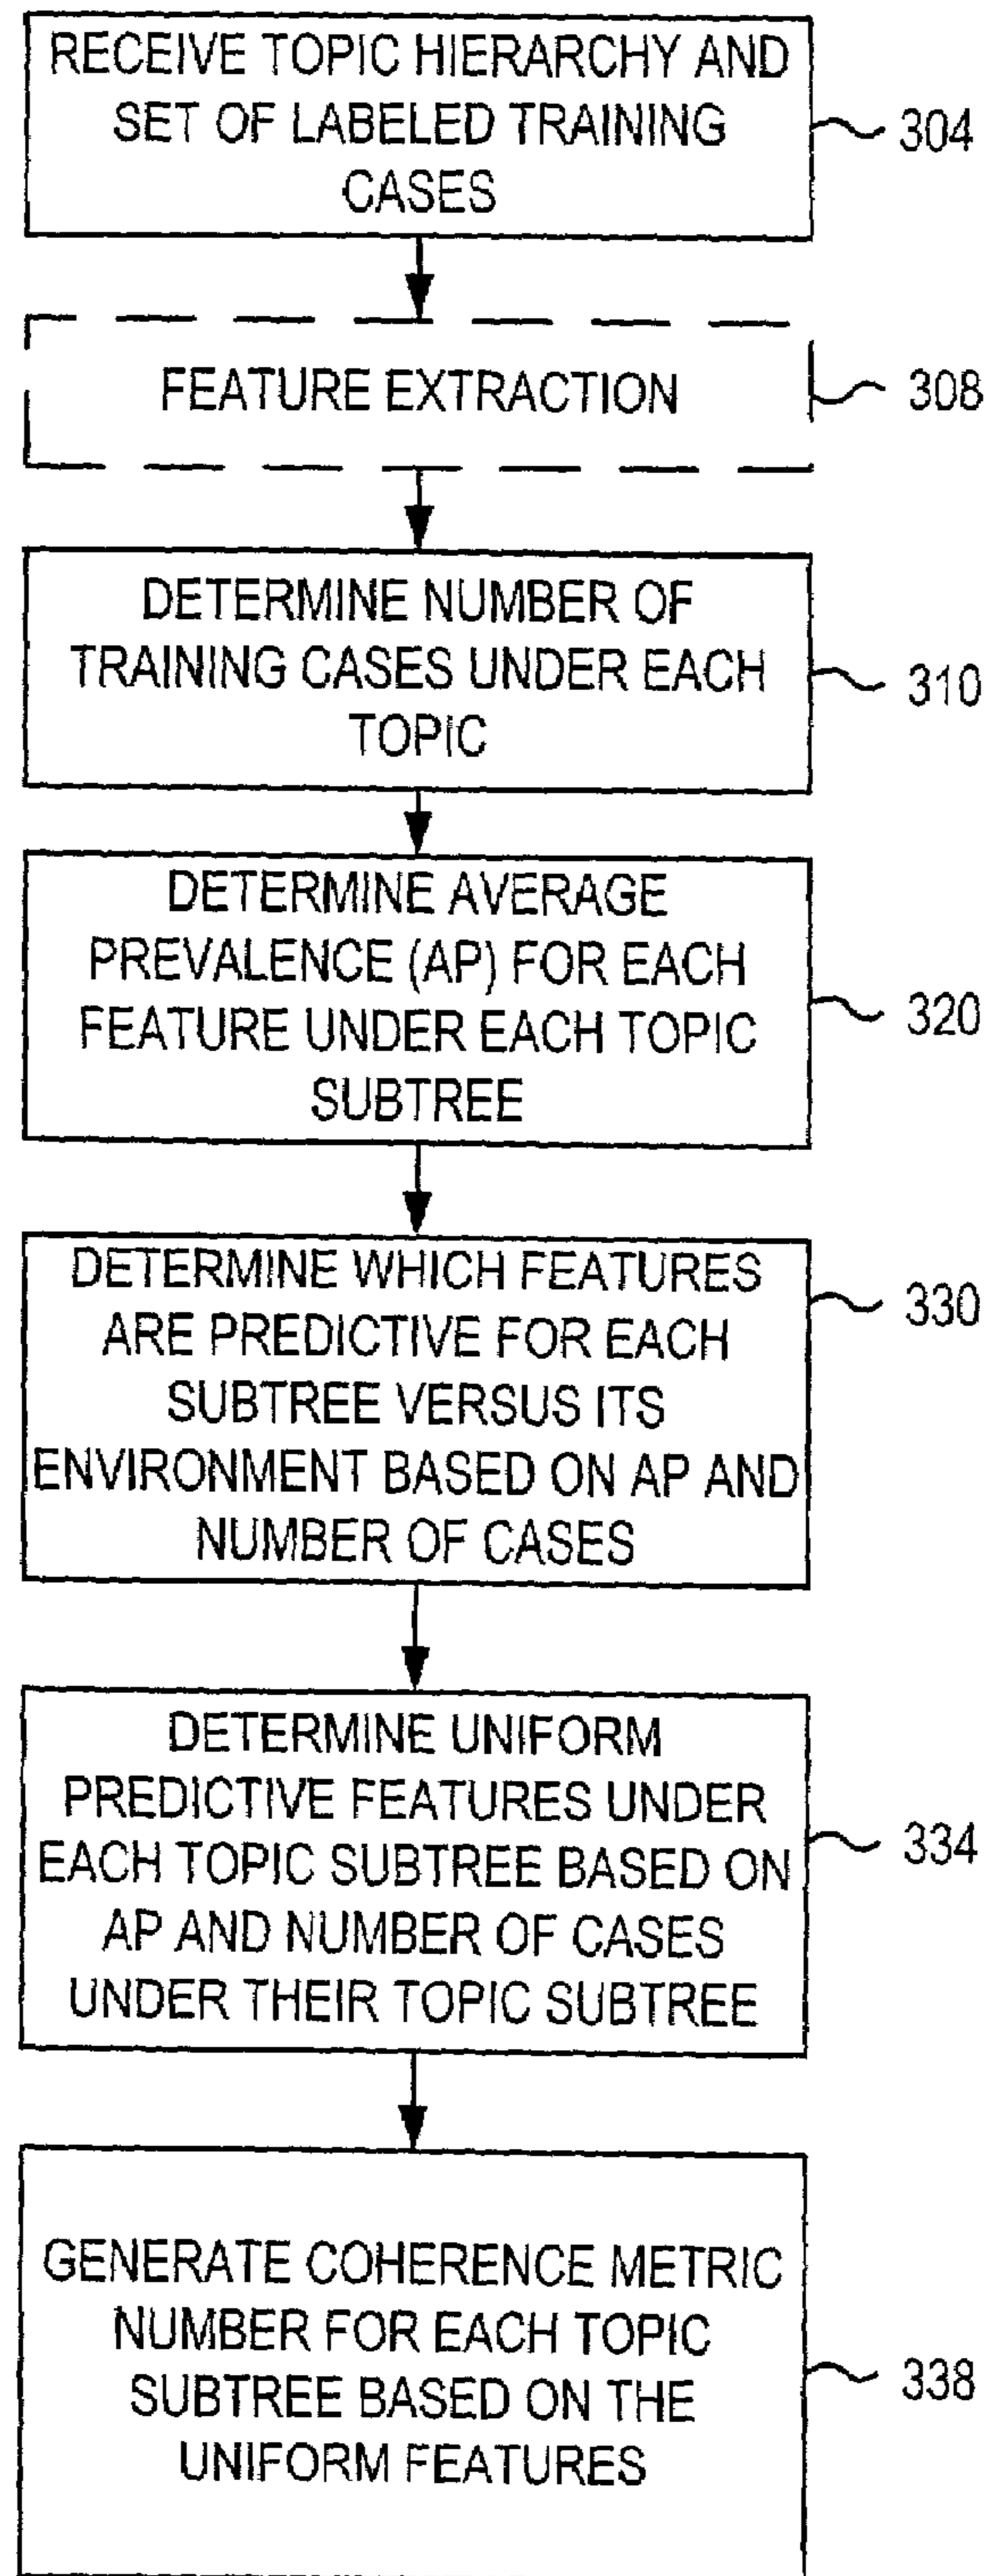 RECEIVE TOPIC HIERARCHY AND
SET OF LABELED TRAINING
CASES
304
FEATURE EXTRACTION
308
DETERMINE NUMBER OF
TRAINING CASES UNDER EACH
TOPIC
310
DETERMINE AVERAGE
PREVALENCE (AP) FOR EACH
FEATURE UNDER EACH TOPIC
SUBTREE
320
DETERMINE WHICH FEATURES
ARE PREDICTIVE FOR EACH
SUBTREE VERSUS ITS
ENVIRONMENT BASED ON AP AND
NUMBER OF CASES
330
DETERMINE UNIFORM
PREDICTIVE FEATURES UNDER
EACH TOPIC SUBTREE BASED ON
AP AND NUMBER OF CASES
UNDER THEIR TOPIC SUBTREE
334
GENERATE COHERENCE METRIC
NUMBER FOR EACH TOPIC
SUBTREE BASED ON THE
UNIFORM FEATURES
338